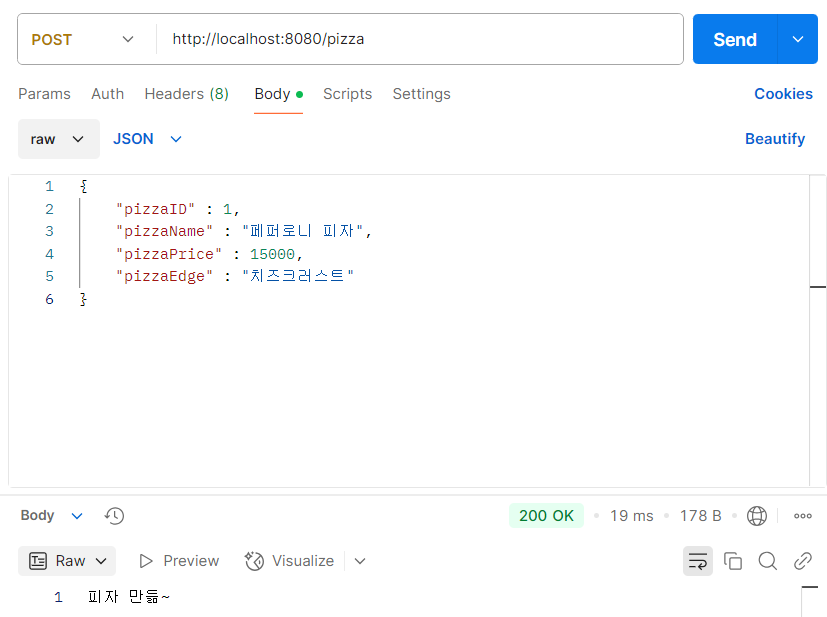 POST http://localhost:8080/pizza Send
Params Auth Headers (8) Body Scripts Settings Cookies
raw JSON Beautify
1 {
2 "pizzaID" : 1,
3 "pizzaName" : "페퍼로니 피자",
4 "pizzaPrice" : 15000,
5 "pizzaEdge" : "치즈크러스트"
6 }
Body 200 OK 19 ms 178 B
Raw Preview Visualize
1 피자 만듦~